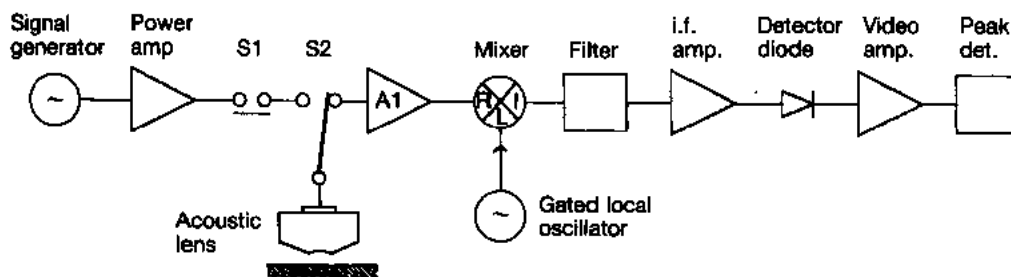 Signal
generator
Power
amp
S1
S2
A1
Mixer
R
I
L
Filter
i.f.
amp.
Detector
diode
Video
amp.
Peak
det.
~
~
Gated local
oscillator
Acoustic
lens